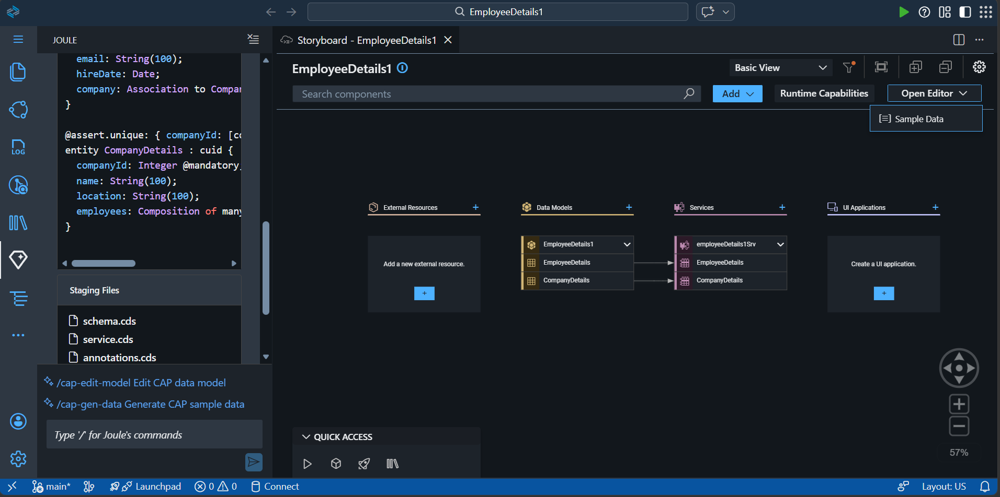 EmployeeDetails1
JOULE
email: String(100);
hireDate: Date;
company: Association to Compar
}
@assert.unique: { companyId: [co
entity CompanyDetails : cuid {
companyId: Integer @mandatory
name: String(100);
location: String(100);
employees: Composition of many
}
Staging Files
schema.cds
service.cds
annotations.cds
/cap-edit-model Edit CAP data model
/cap-gen-data Generate CAP sample data
Type '/' for Joule's commands
LOG
Storyboard - EmployeeDetails1
EmployeeDetails1
Basic View
Search components
Add
Runtime Capabilities
Open Editor
Sample Data
External Resources
+
Data Models
+
Services
+
UI Applications
+
Add a new external resource.
+
EmployeeDetails1
EmployeeDetails
CompanyDetails
employeeDetails1Srv
EmployeeDetails
CompanyDetails
Create a UI application.
+
57%
QUICK ACCESS
main*
Launchpad
0
0
Connect
Layout: US